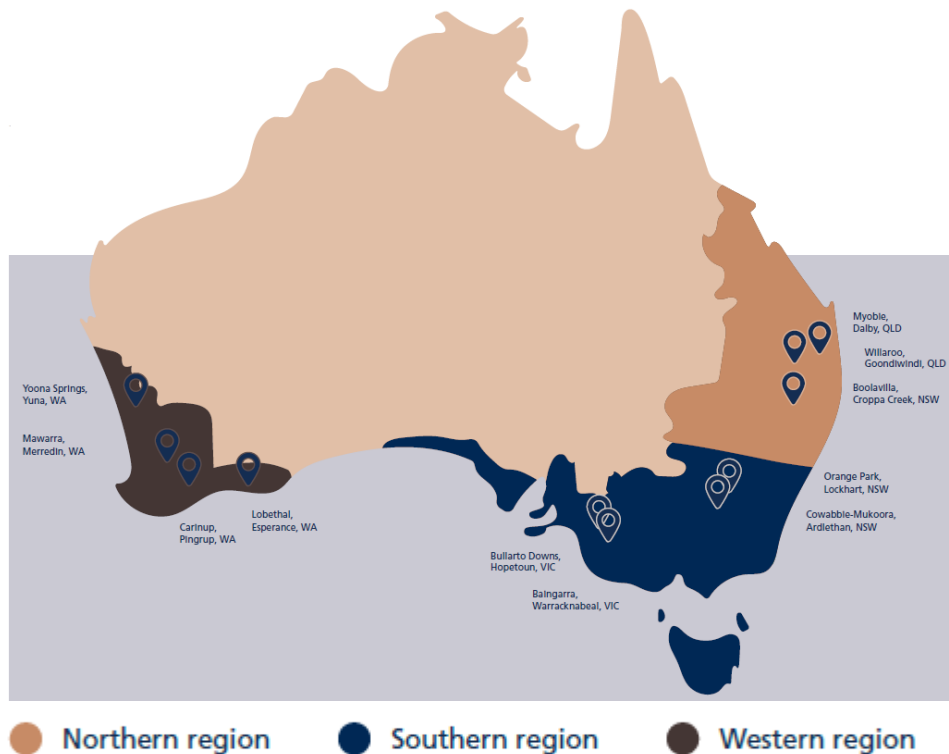 Myobie,
Dalby, QLD
Willaroo,
Goondiwindi, QLD
Yoona Springs,
Yuna, WA
Boolavilla,
Croppa Creek, NSW
Mawarra,
Merredin, WA
Orange Park,
Lockhart, NSW
Carinup,
Pingrup, WA
Lobethal,
Esperance, WA
Cowabbie-Mukoora,
Ardlethan, NSW
Bullarto Downs,
Hopetoun, VIC
Baingarra,
Warracknabeal, VIC
Northern region
Southern region
Western region